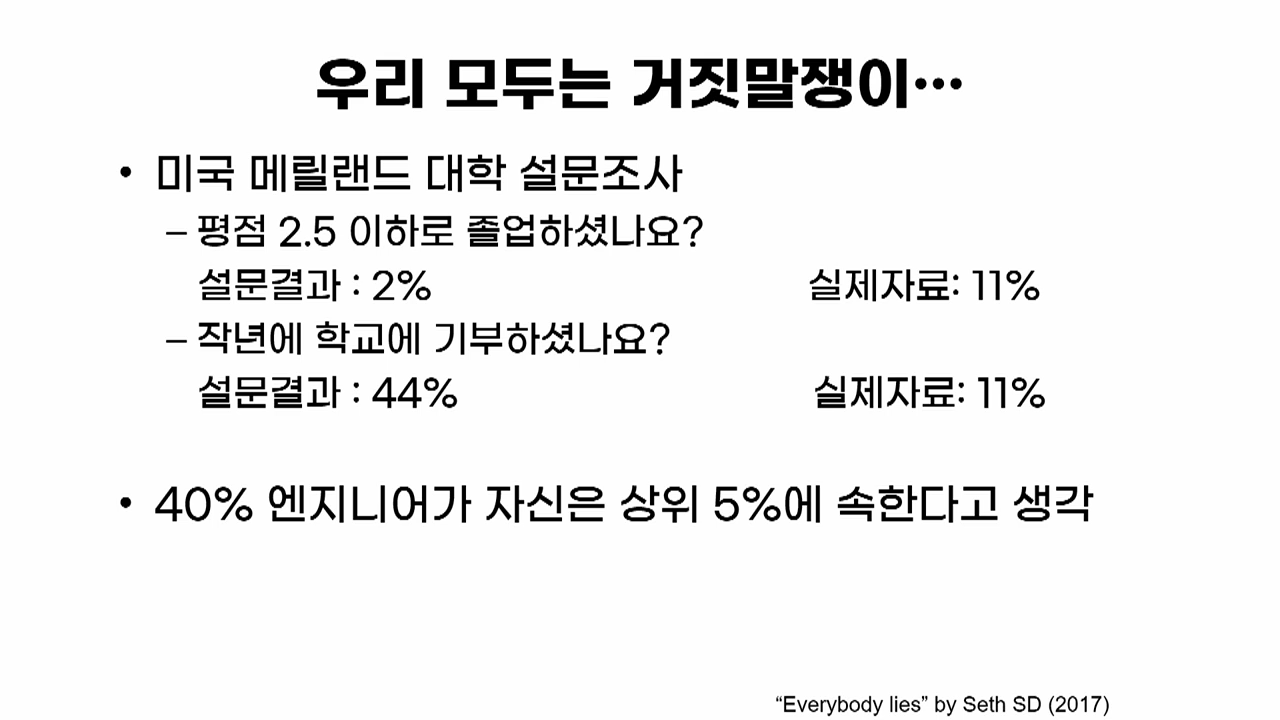 우리 모두는 거짓말쟁이…
• 미국 메릴랜드 대학 설문조사
– 평점 2.5 이하로 졸업하셨나요?
설문결과 : 2% 실제자료: 11%
– 작년에 학교에 기부하셨나요?
설문결과 : 44% 실제자료: 11%
• 40% 엔지니어가 자신은 상위 5%에 속한다고 생각
“Everybody lies” by Seth SD (2017)